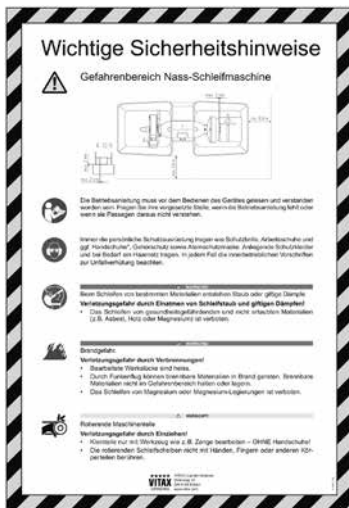 Wichtige Sicherheitshinweise
Gefahrenbereich Nass-Schleifmaschine
Die Betriebsanleitung muss vor dem Bedienen des Gerätes gelesen und verstanden
worden sein. Fragen Sie Ihre vorgesetzte Stelle, wenn die Betriebsanleitung fehlt oder
wenn sie Passagen daraus nicht verstehen.
Immer die persönliche Schutzausrüstung tragen wie Schutzbrille, Arbeitsschuhe und
ggf. Handschuhe*, Gehörschutz sowie Atemschutzmaske. Anliegende Schutzkleider
und bei Bedarf ein Haarnetz tragen. In jedem Fall die innerbetrieblichen Vorschriften
zur Unfallverhütung beachten.
Beim Schleifen von bestimmten Materialien entstehen Staub oder giftige Dämpfe
Verletzungsgefahr durch Einatmen von Schleifstaub und giftigen Dämpfen!
• Das Schleifen von gesundheitsgefährdenden und nicht erlaubten Materialien
(z.B. Asbest, Holz oder Magnesium) ist verboten.
Brandgefahr
Verletzungsgefahr durch Verbrennungen!
• Bearbeitete Werkstücke sind heiss.
• Durch Funkenflug können brennbare Materialien in Brand geraten. Brennbare
Materialien nicht im Gefahrenbereich halten oder lagern.
• Das Schleifen von Magnesium oder Magnesium-Legierungen ist verboten.
Rotierende Maschinenteile
Verletzungsgefahr durch Einziehen!
• Kleinteile nur mit Werkzeug wie z.B. Zange bearbeiten – OHNE Handschuhe!
• Die rotierenden Schleifscheiben nicht mit Händen, Fingern oder anderen Kör-
perteilen berühren.
VITAX